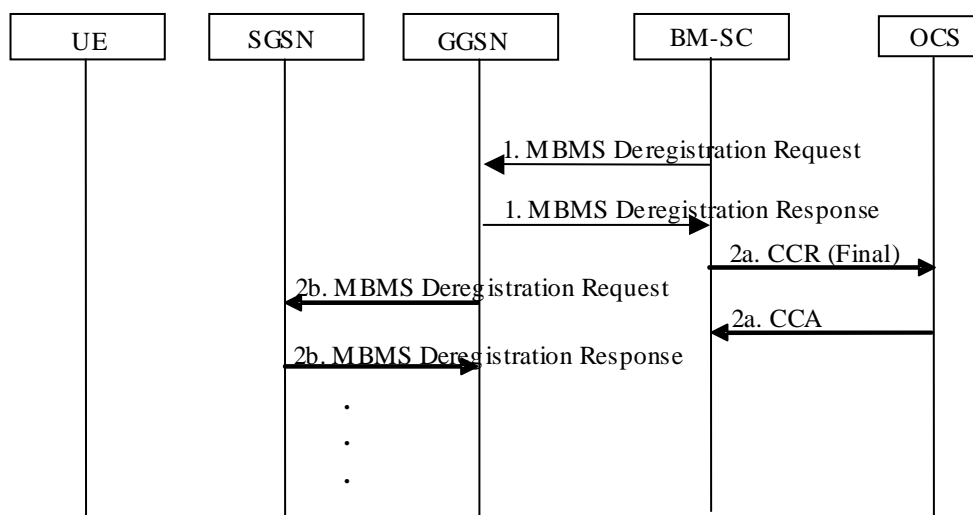 UE
SGSN
GGSN
BM-SC
OCS
1. MBMS Deregistration Request
1. MBMS Deregistration Response
2a. CCR (Final)
2b. MBMS Deregistration Request
2a. CCA
2b. MBMS Deregistration Response
.
.
.